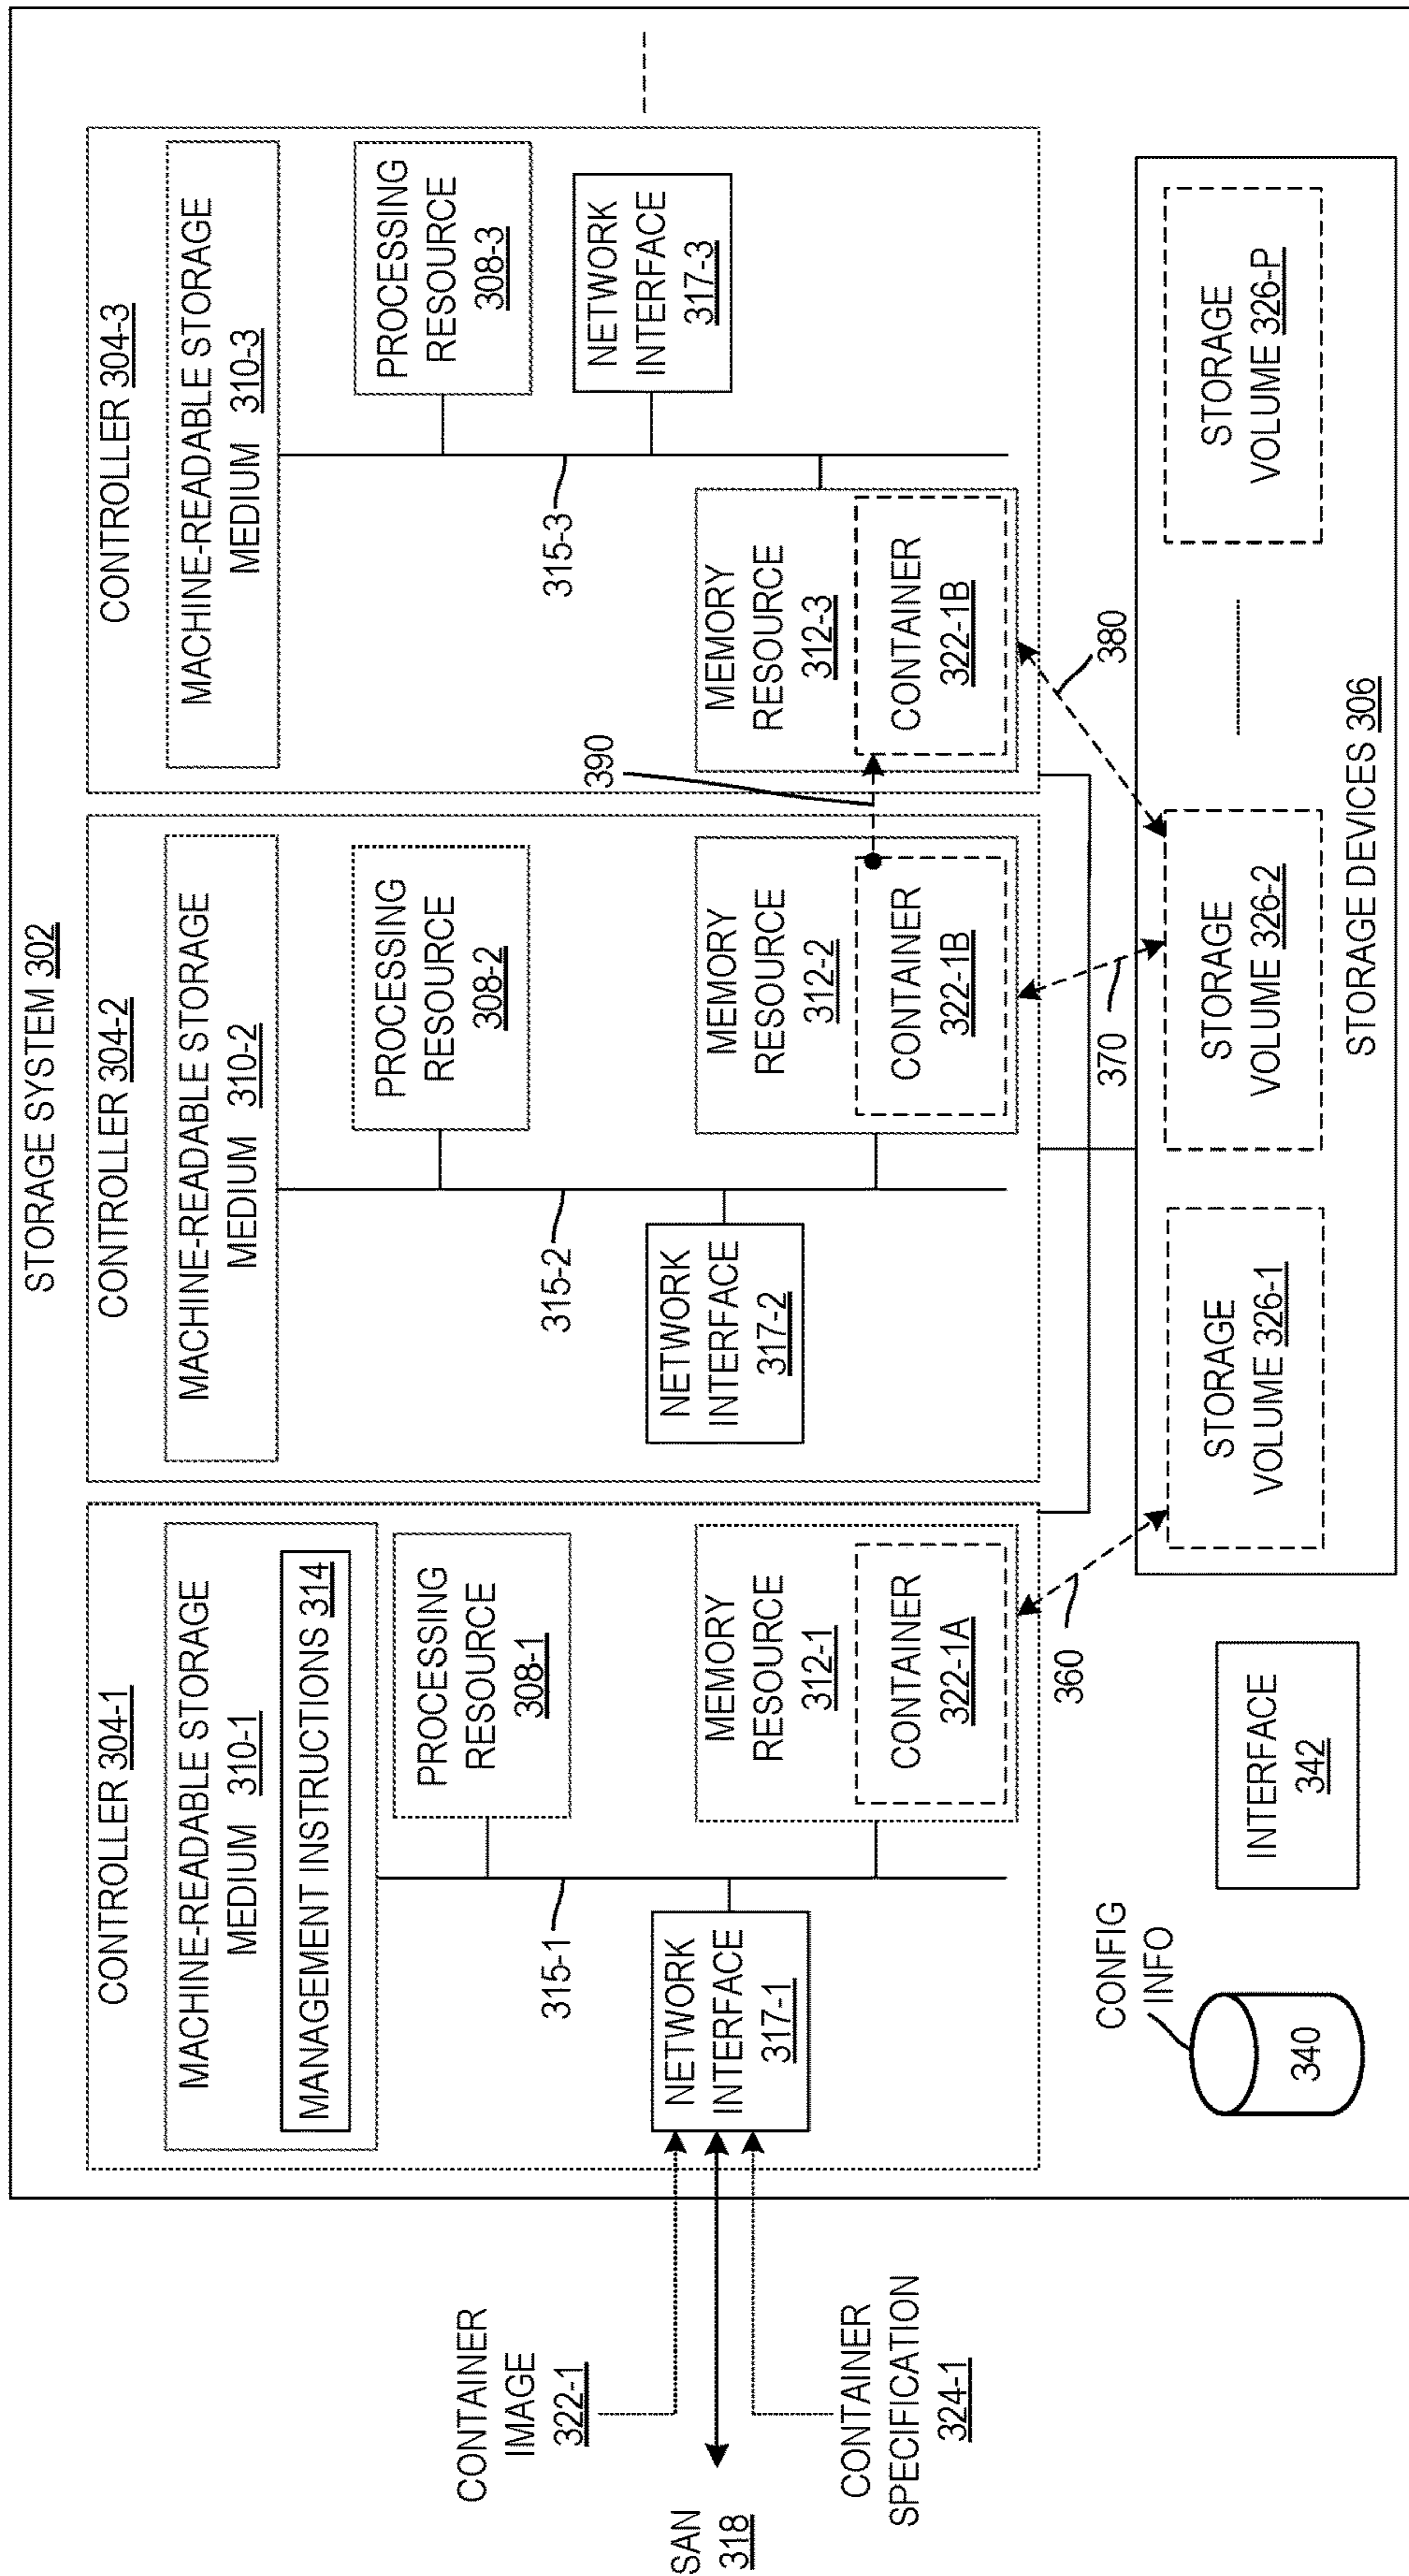 STORAGE SYSTEM 302
CONTROLLER 304-1
MACHINE-READABLE STORAGE
MEDIUM 310-1
MANAGEMENT INSTRUCTIONS 314
PROCESSING
RESOURCE
308-1
315-1
NETWORK
INTERFACE
317-1
MEMORY
RESOURCE
312-1
CONTAINER
322-1A
CONTROLLER 304-2
MACHINE-READABLE STORAGE
MEDIUM 310-2
PROCESSING
RESOURCE
308-2
315-2
NETWORK
INTERFACE
317-2
MEMORY
RESOURCE
312-2
CONTAINER
322-1B
390
CONTROLLER 304-3
MACHINE-READABLE STORAGE
MEDIUM 310-3
PROCESSING
RESOURCE
308-3
NETWORK
INTERFACE
317-3
315-3
MEMORY
RESOURCE
312-3
CONTAINER
322-1B
CONTAINER
IMAGE
322-1
SAN
318
CONTAINER
SPECIFICATION
324-1
CONFIG
INFO
340
INTERFACE
342
360
370
380
STORAGE
VOLUME 326-1
STORAGE
VOLUME 326-2
STORAGE
VOLUME 326-P
STORAGE DEVICES 306